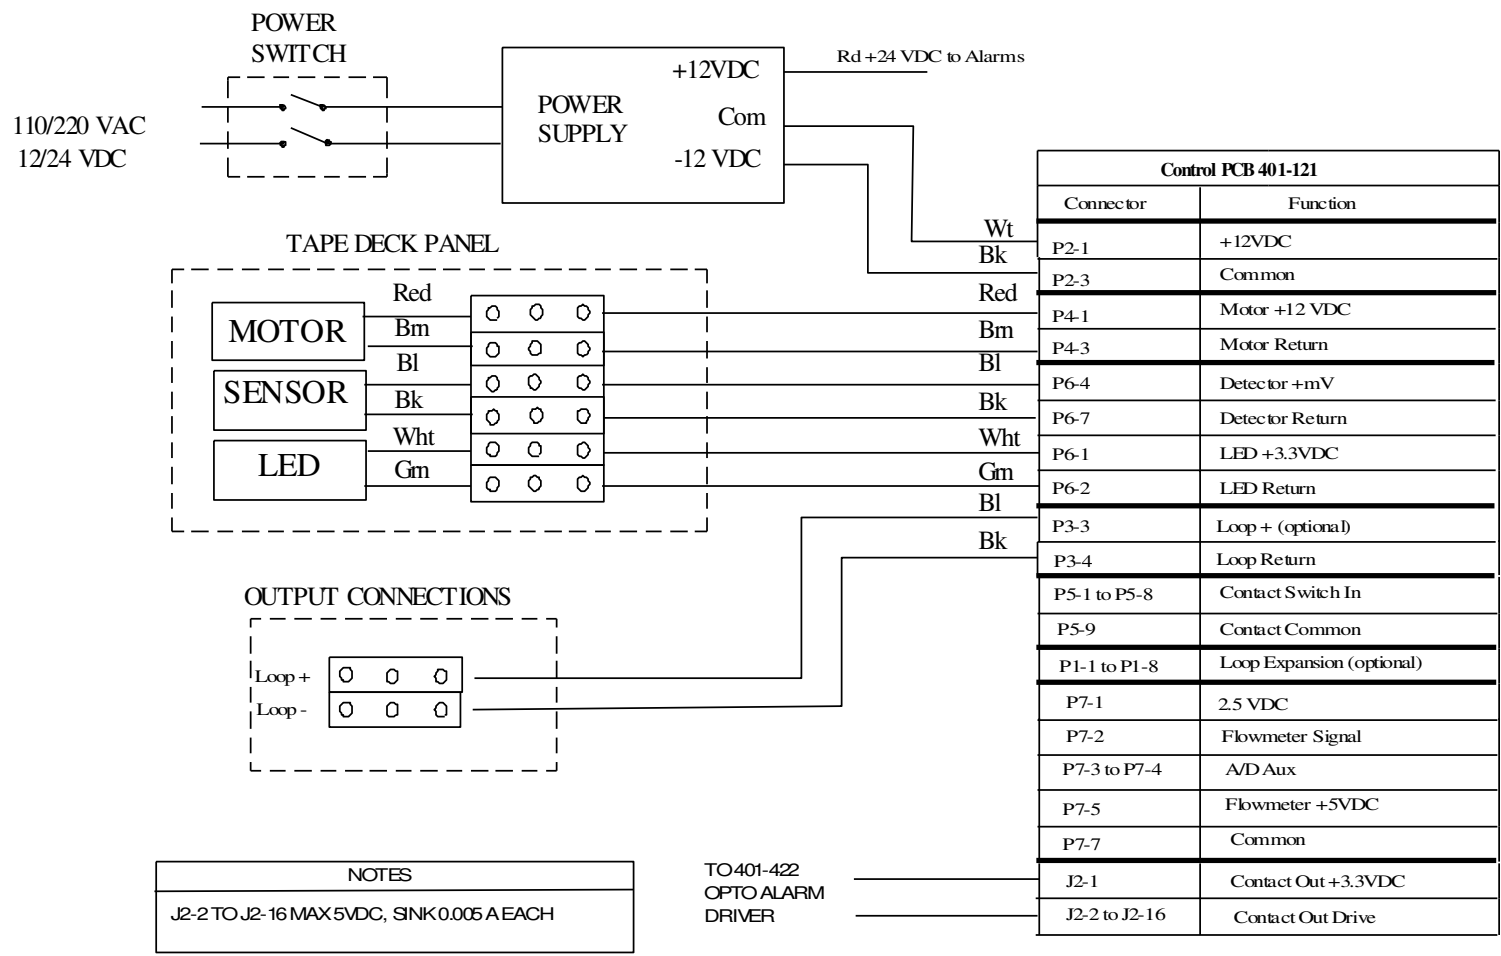 POWER
SWITCH
110/220 VAC
12/24 VDC
POWER
SUPPLY
+12VDC
Com
-12 VDC
Rd +24 VDC to Alarms
TAPE DECK PANEL
MOTOR
SENSOR
LED
Red
Brn
Bl
Bk
Wht
Grn
Wt
Bk
Red
Brn
Bl
Bk
Wht
Grn
Bl
Bk
OUTPUT CONNECTIONS
Loop +
Loop -
Control PCB 401-121
Connector Function
P2-1 +12VDC
P2-3 Common
P4-1 Motor +12 VDC
P4-3 Motor Return
P6-4 Detector +mV
P6-7 Detector Return
P6-1 LED +3.3VDC
P6-2 LED Return
P3-3 Loop + (optional)
P3-4 Loop Return
P5-1 to P5-8 Contact Switch In
P5-9 Contact Common
P1-1 to P1-8 Loop Expansion (optional)
P7-1 2.5 VDC
P7-2 Flowmeter Signal
P7-3 to P7-4 A/D Aux
P7-5 Flowmeter +5VDC
P7-7 Common
J2-1 Contact Out +3.3VDC
J2-2 to J2-16 Contact Out Drive
NOTES
J2-2 TO J2-16 MAX 5VDC, SINK 0.005 A EACH
TO 401-422
OPTO ALARM
DRIVER